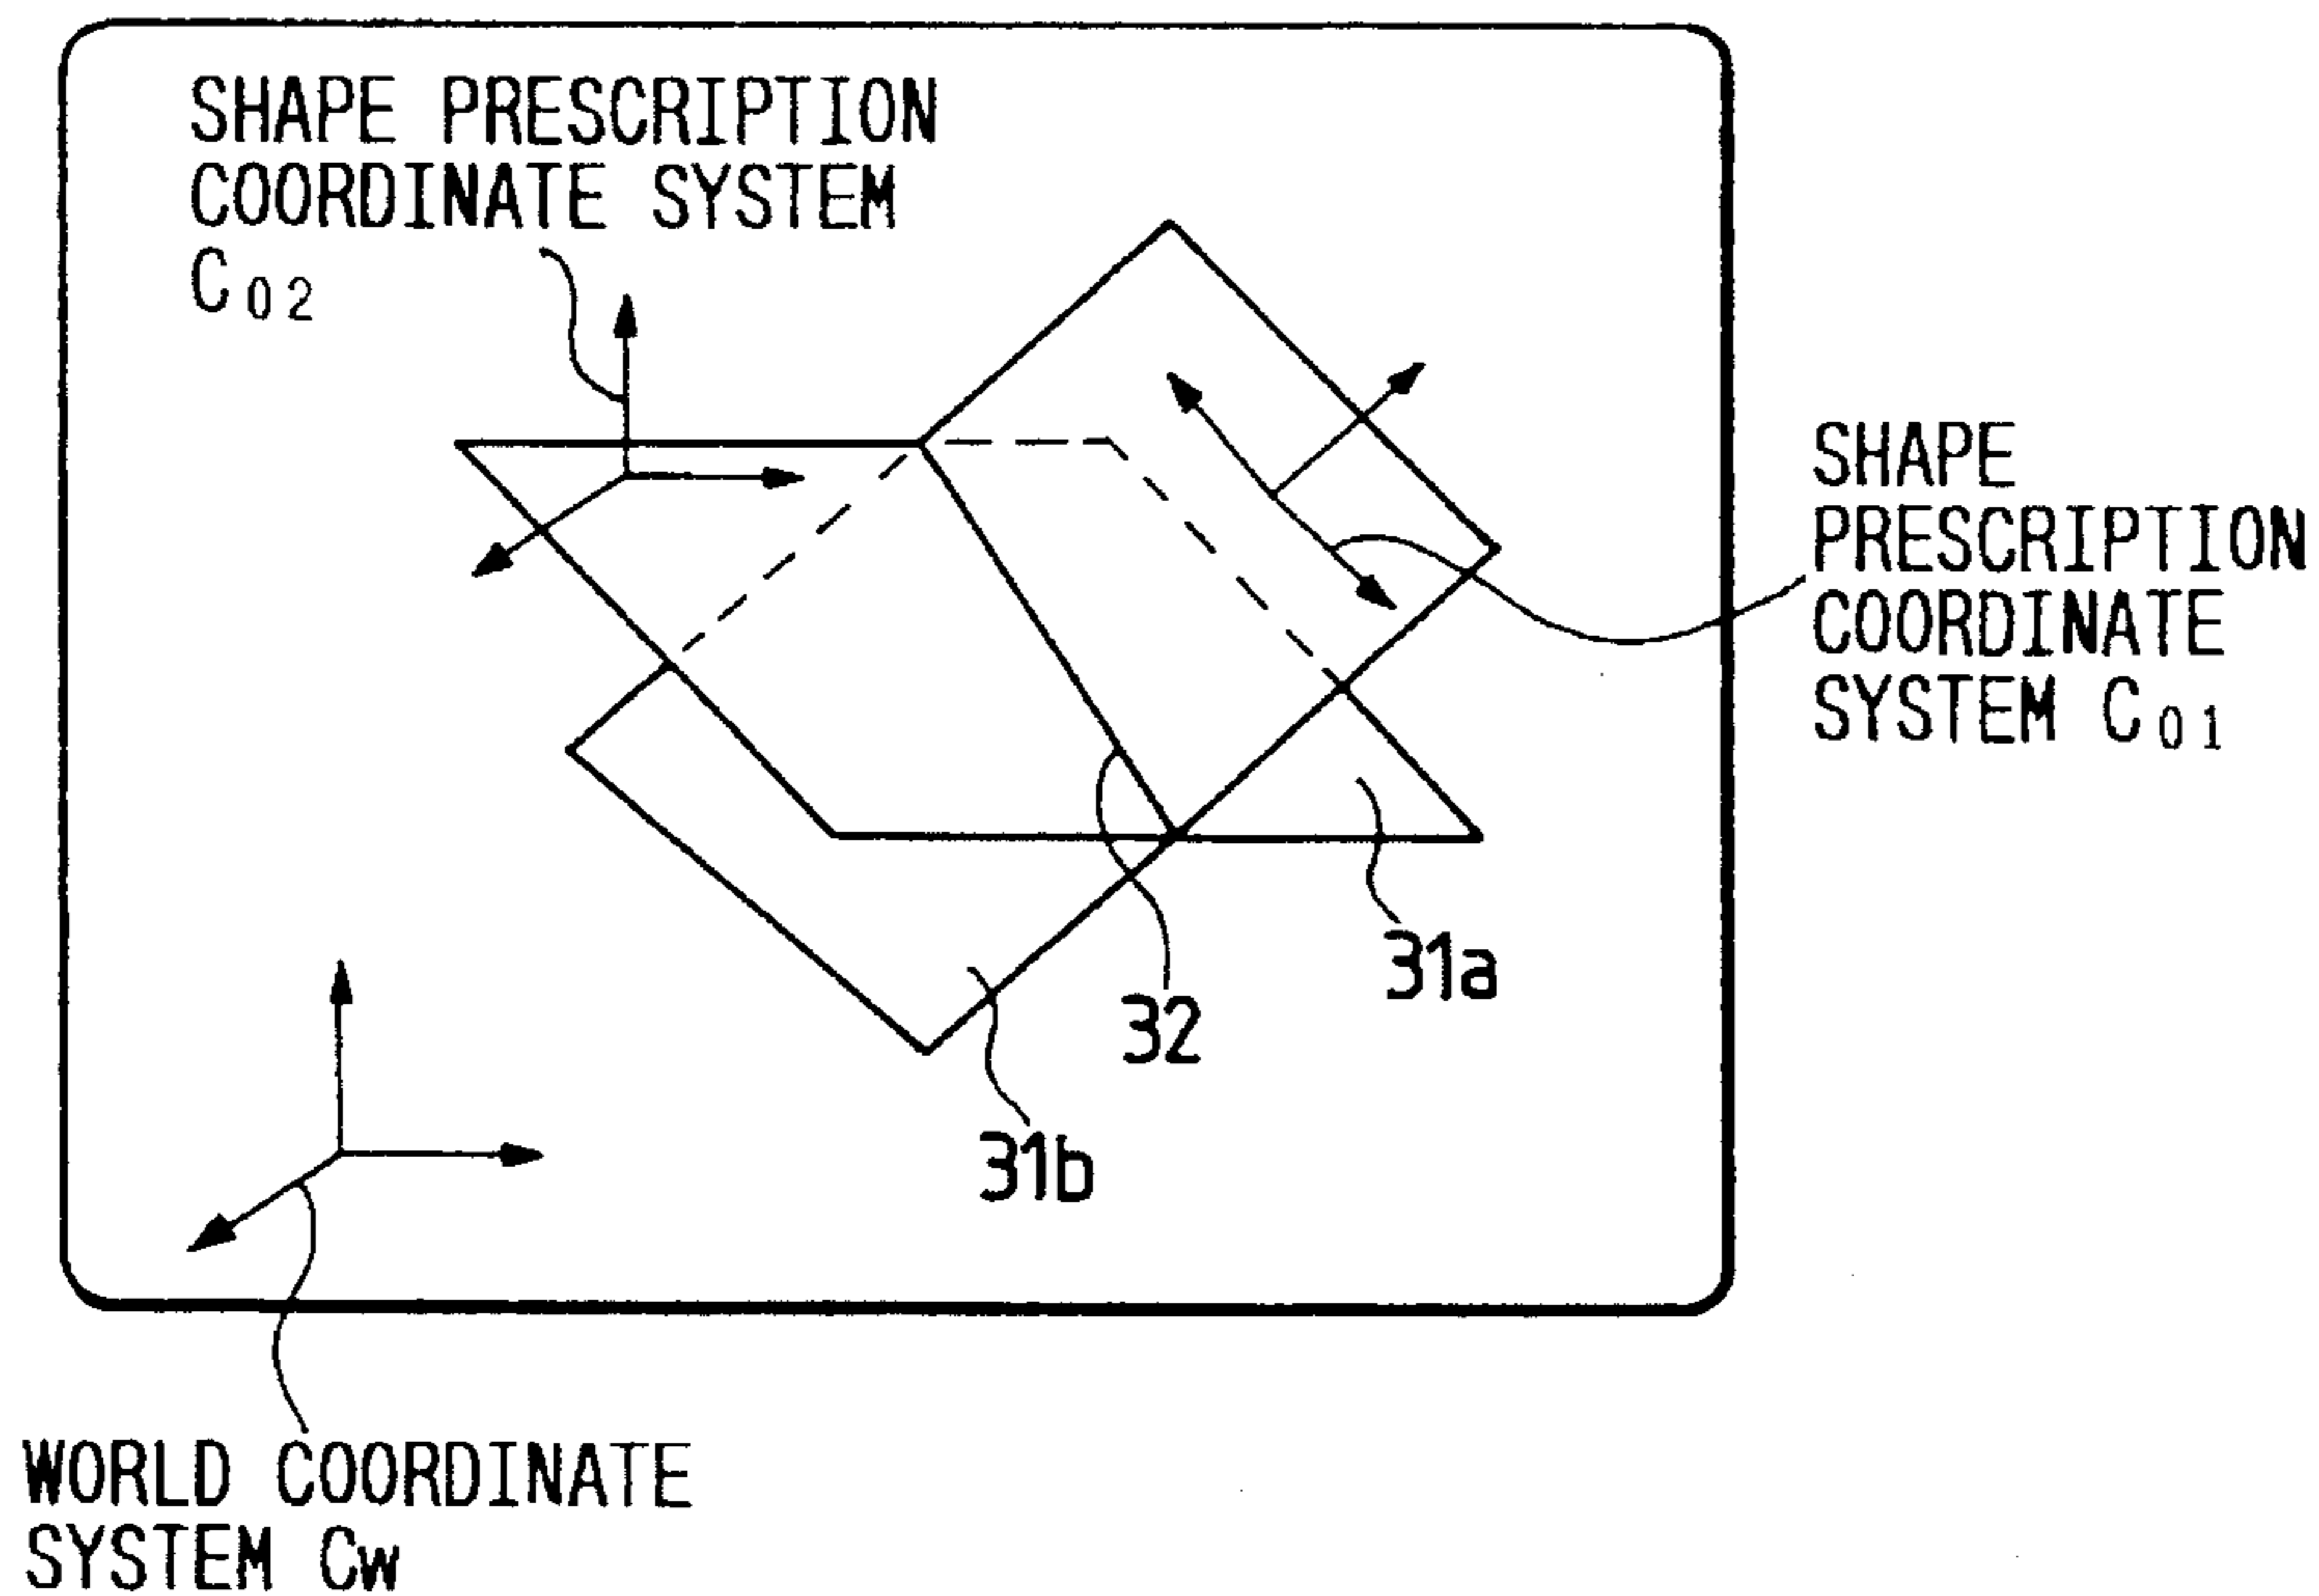 SHAPE PRESCRIPTION
COORDINATE SYSTEM
C02
SHAPE
PRESCRIPTION
COORDINATE
SYSTEM C01
31a
32
31b
WORLD COORDINATE
SYSTEM CW